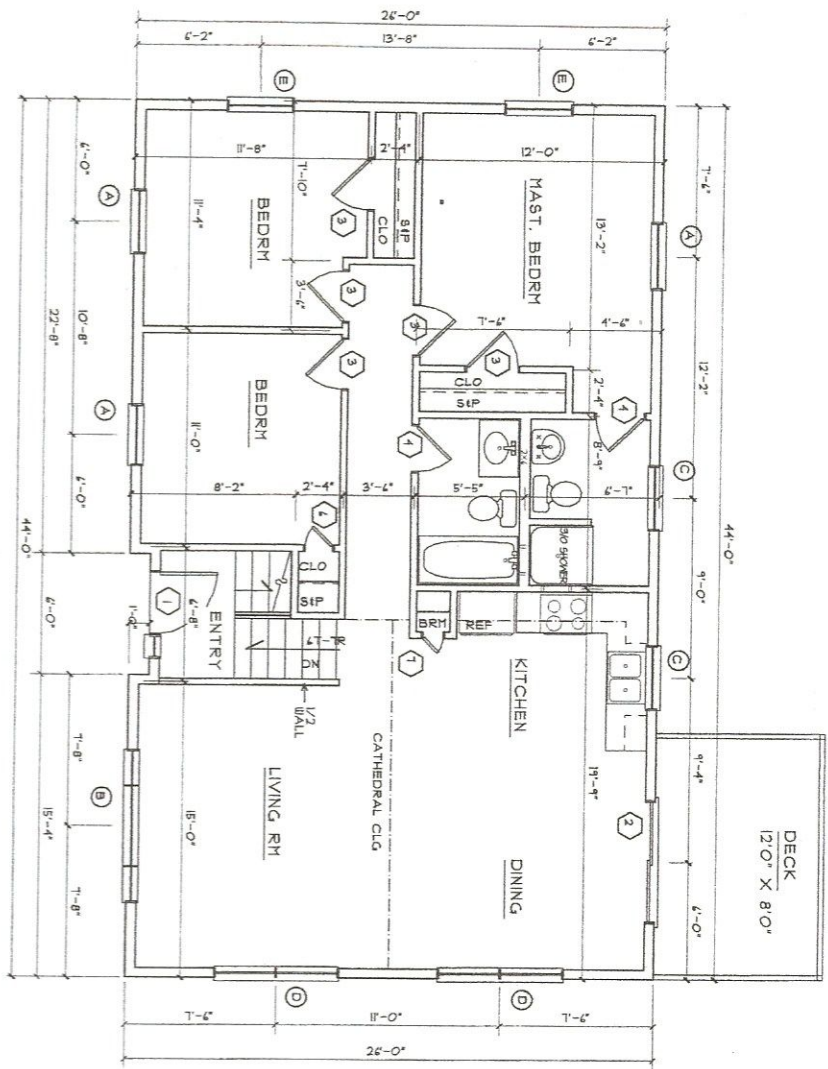 26'-0"
6'-2"
13'-8"
6'-2"
E
E
44'-0"
22'-8"
15'-4"
6'-0"
10'-8"
6'-0"
6'-0"
7'-8"
7'-8"
A
A
B
44'-0"
7'-6"
12'-2"
9'-0"
9'-4"
6'-0"
A
C
C
MAST. BEDRM
12'-0"
13'-2"
7'-6"
4'-6"
2'-4"
BEDRM
11'-8"
2'-4"
7'-10"
11'-4"
3'-6"
CLO
S&P
3
3
3
3
3
4
4
CLO
S&P
BEDRM
11'-0"
8'-2"
2'-4"
3'-6"
5'-5"
6'-7"
8'-9"
2x6
6
CLO
S&P
3/0 SHOWER
1
1'-0"
6'-8"
ENTRY
6T-7R
DN
1/2
WALL
BRM
REF
7
KITCHEN
19'-9"
2
DINING
CATHEDRAL CLG
LIVING RM
15'-0"
DECK
12'0" X 8'0"
D
D
7'-6"
11'-0"
7'-6"
26'-0"